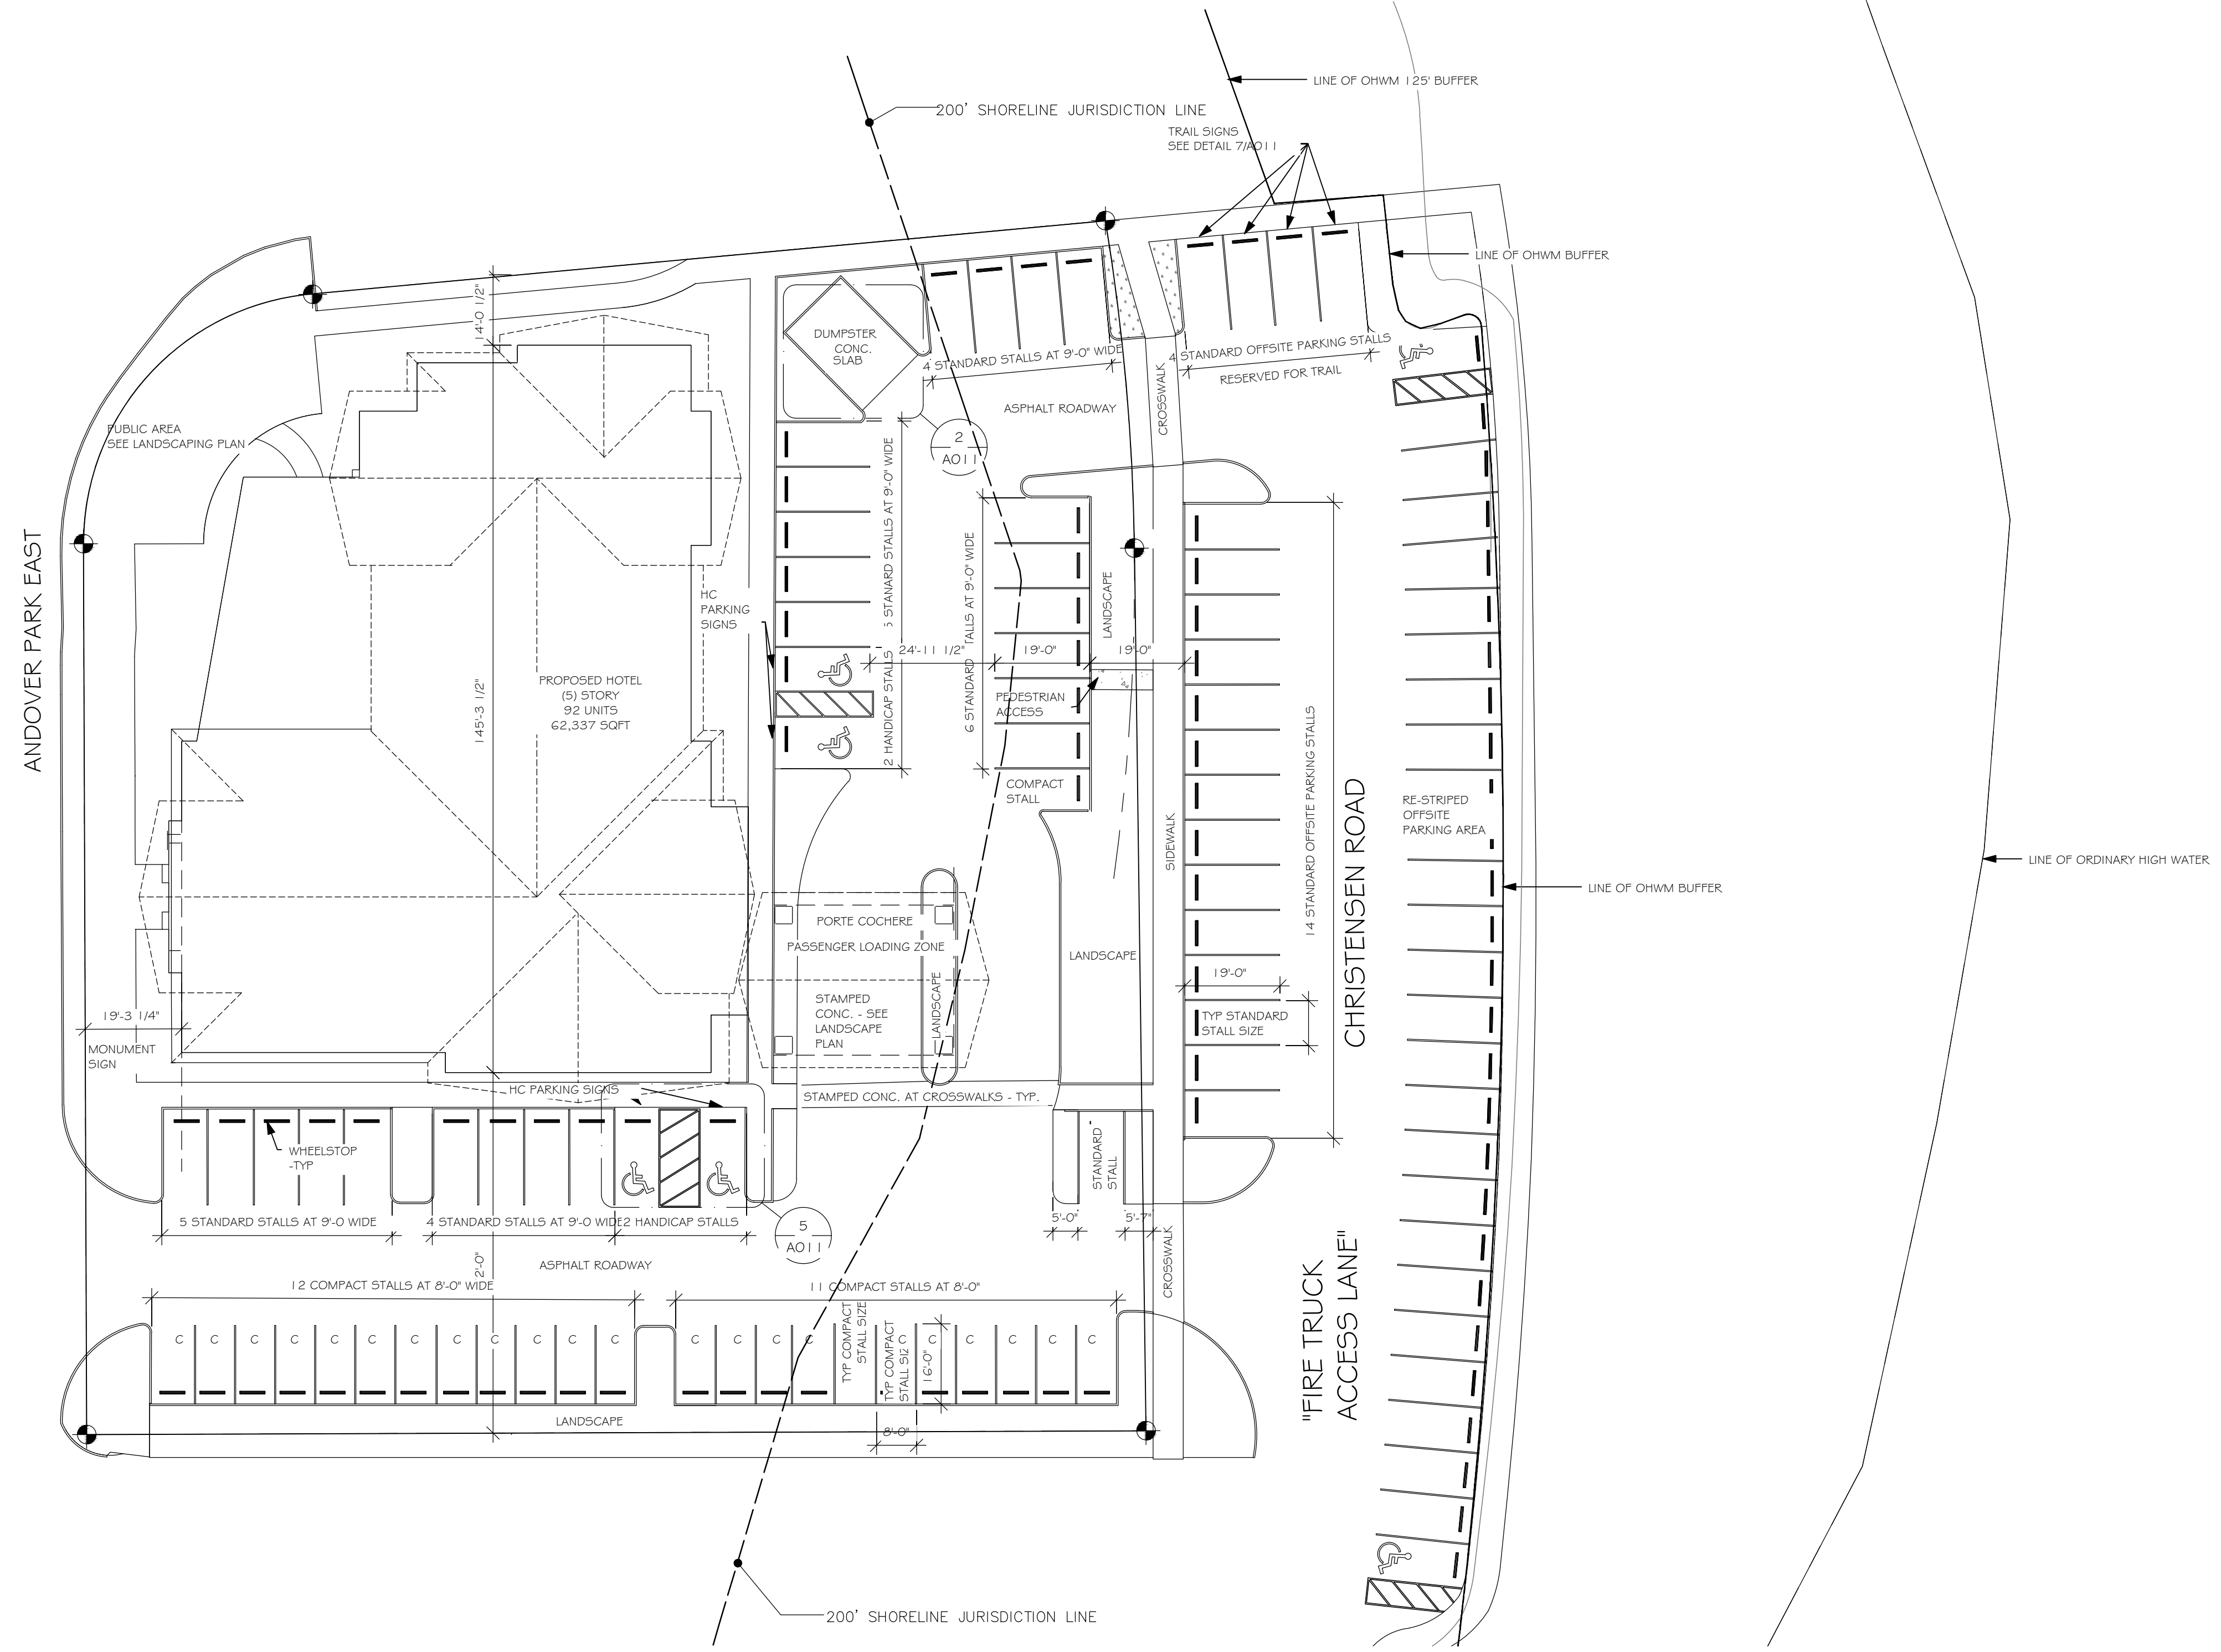 LINE OF OHWM 125' BUFFER
200' SHORELINE JURISDICTION LINE
TRAIL SIGNS
SEE DETAIL 7/A011
LINE OF OHWM BUFFER
14'-0 1/2"
DUMPSTER
CONC.
SLAB
4 STANDARD STALLS AT 9'-0" WIDE
4 STANDARD OFFSITE PARKING STALLS
RESERVED FOR TRAIL
CROSSWALK
ASPHALT ROADWAY
PUBLIC AREA
SEE LANDSCAPING PLAN
2
A011
ANDOVER PARK EAST
5 STANARD STALLS AT 9'-0" WIDE
2 HANDICAP STALLS
6 STANDARD STALLS AT 9'-0" WIDE
HC
PARKING
SIGNS
LANDSCAPE
24'-11 1/2"
19'-0"
19'-0"
PROPOSED HOTEL
(5) STORY
92 UNITS
62,337 SQFT
145'-3 1/2"
PEDESTRIAN
ACCESS
COMPACT
STALL
14 STANDARD OFFSITE PARKING STALLS
CHRISTENSEN ROAD
RE-STRIPED
OFFSITE
PARKING AREA
SIDEWALK
LINE OF ORDINARY HIGH WATER
LINE OF OHWM BUFFER
PORTE COCHERE
PASSENGER LOADING ZONE
LANDSCAPE
LANDSCAPE
19'-0"
STAMPED
CONC. - SEE
LANDSCAPE
PLAN
TYP STANDARD
STALL SIZE
19'-3 1/4"
MONUMENT
SIGN
HC PARKING SIGNS
STAMPED CONC. AT CROSSWALKS - TYP.
WHEELSTOP
-TYP
STANDARD
STALL
5 STANDARD STALLS AT 9'-0 WIDE
4 STANDARD STALLS AT 9'-0 WIDE
2 HANDICAP STALLS
5
A011
5'-0"
5'-7"
CROSSWALK
2'-0"
ASPHALT ROADWAY
"FIRE TRUCK
ACCESS LANE"
12 COMPACT STALLS AT 8'-0" WIDE
11 COMPACT STALLS AT 8'-0"
C C C C C C C C C C C C
C C C C C C C C C C
TYP COMPACT
STALL SIZE
TYP COMPACT
STALL SIZ
16'-0"
LANDSCAPE
8'-0"
200' SHORELINE JURISDICTION LINE